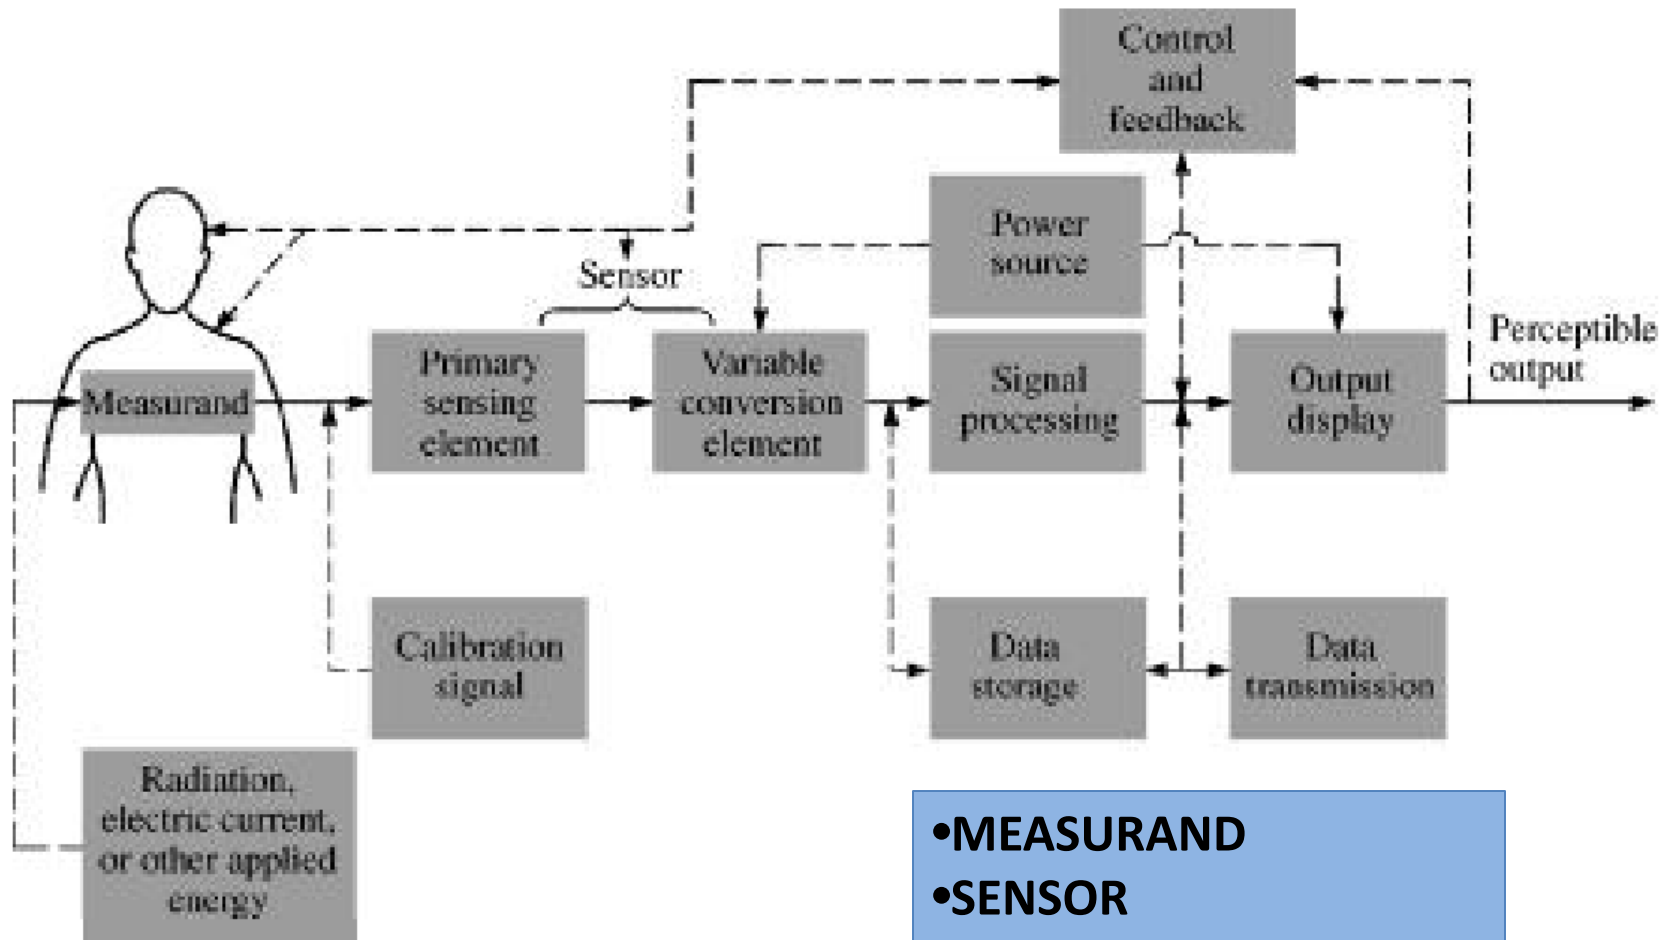 Control
and
feedback
Power
source
Sensor
Perceptible
output
Measurand
Primary
sensing
element
Variable
conversion
element
Signal
processing
Output
display
Calibration
signal
Data
storage
Data
transmission
Radiation,
electric current,
or other applied
energy
•MEASURAND
•SENSOR